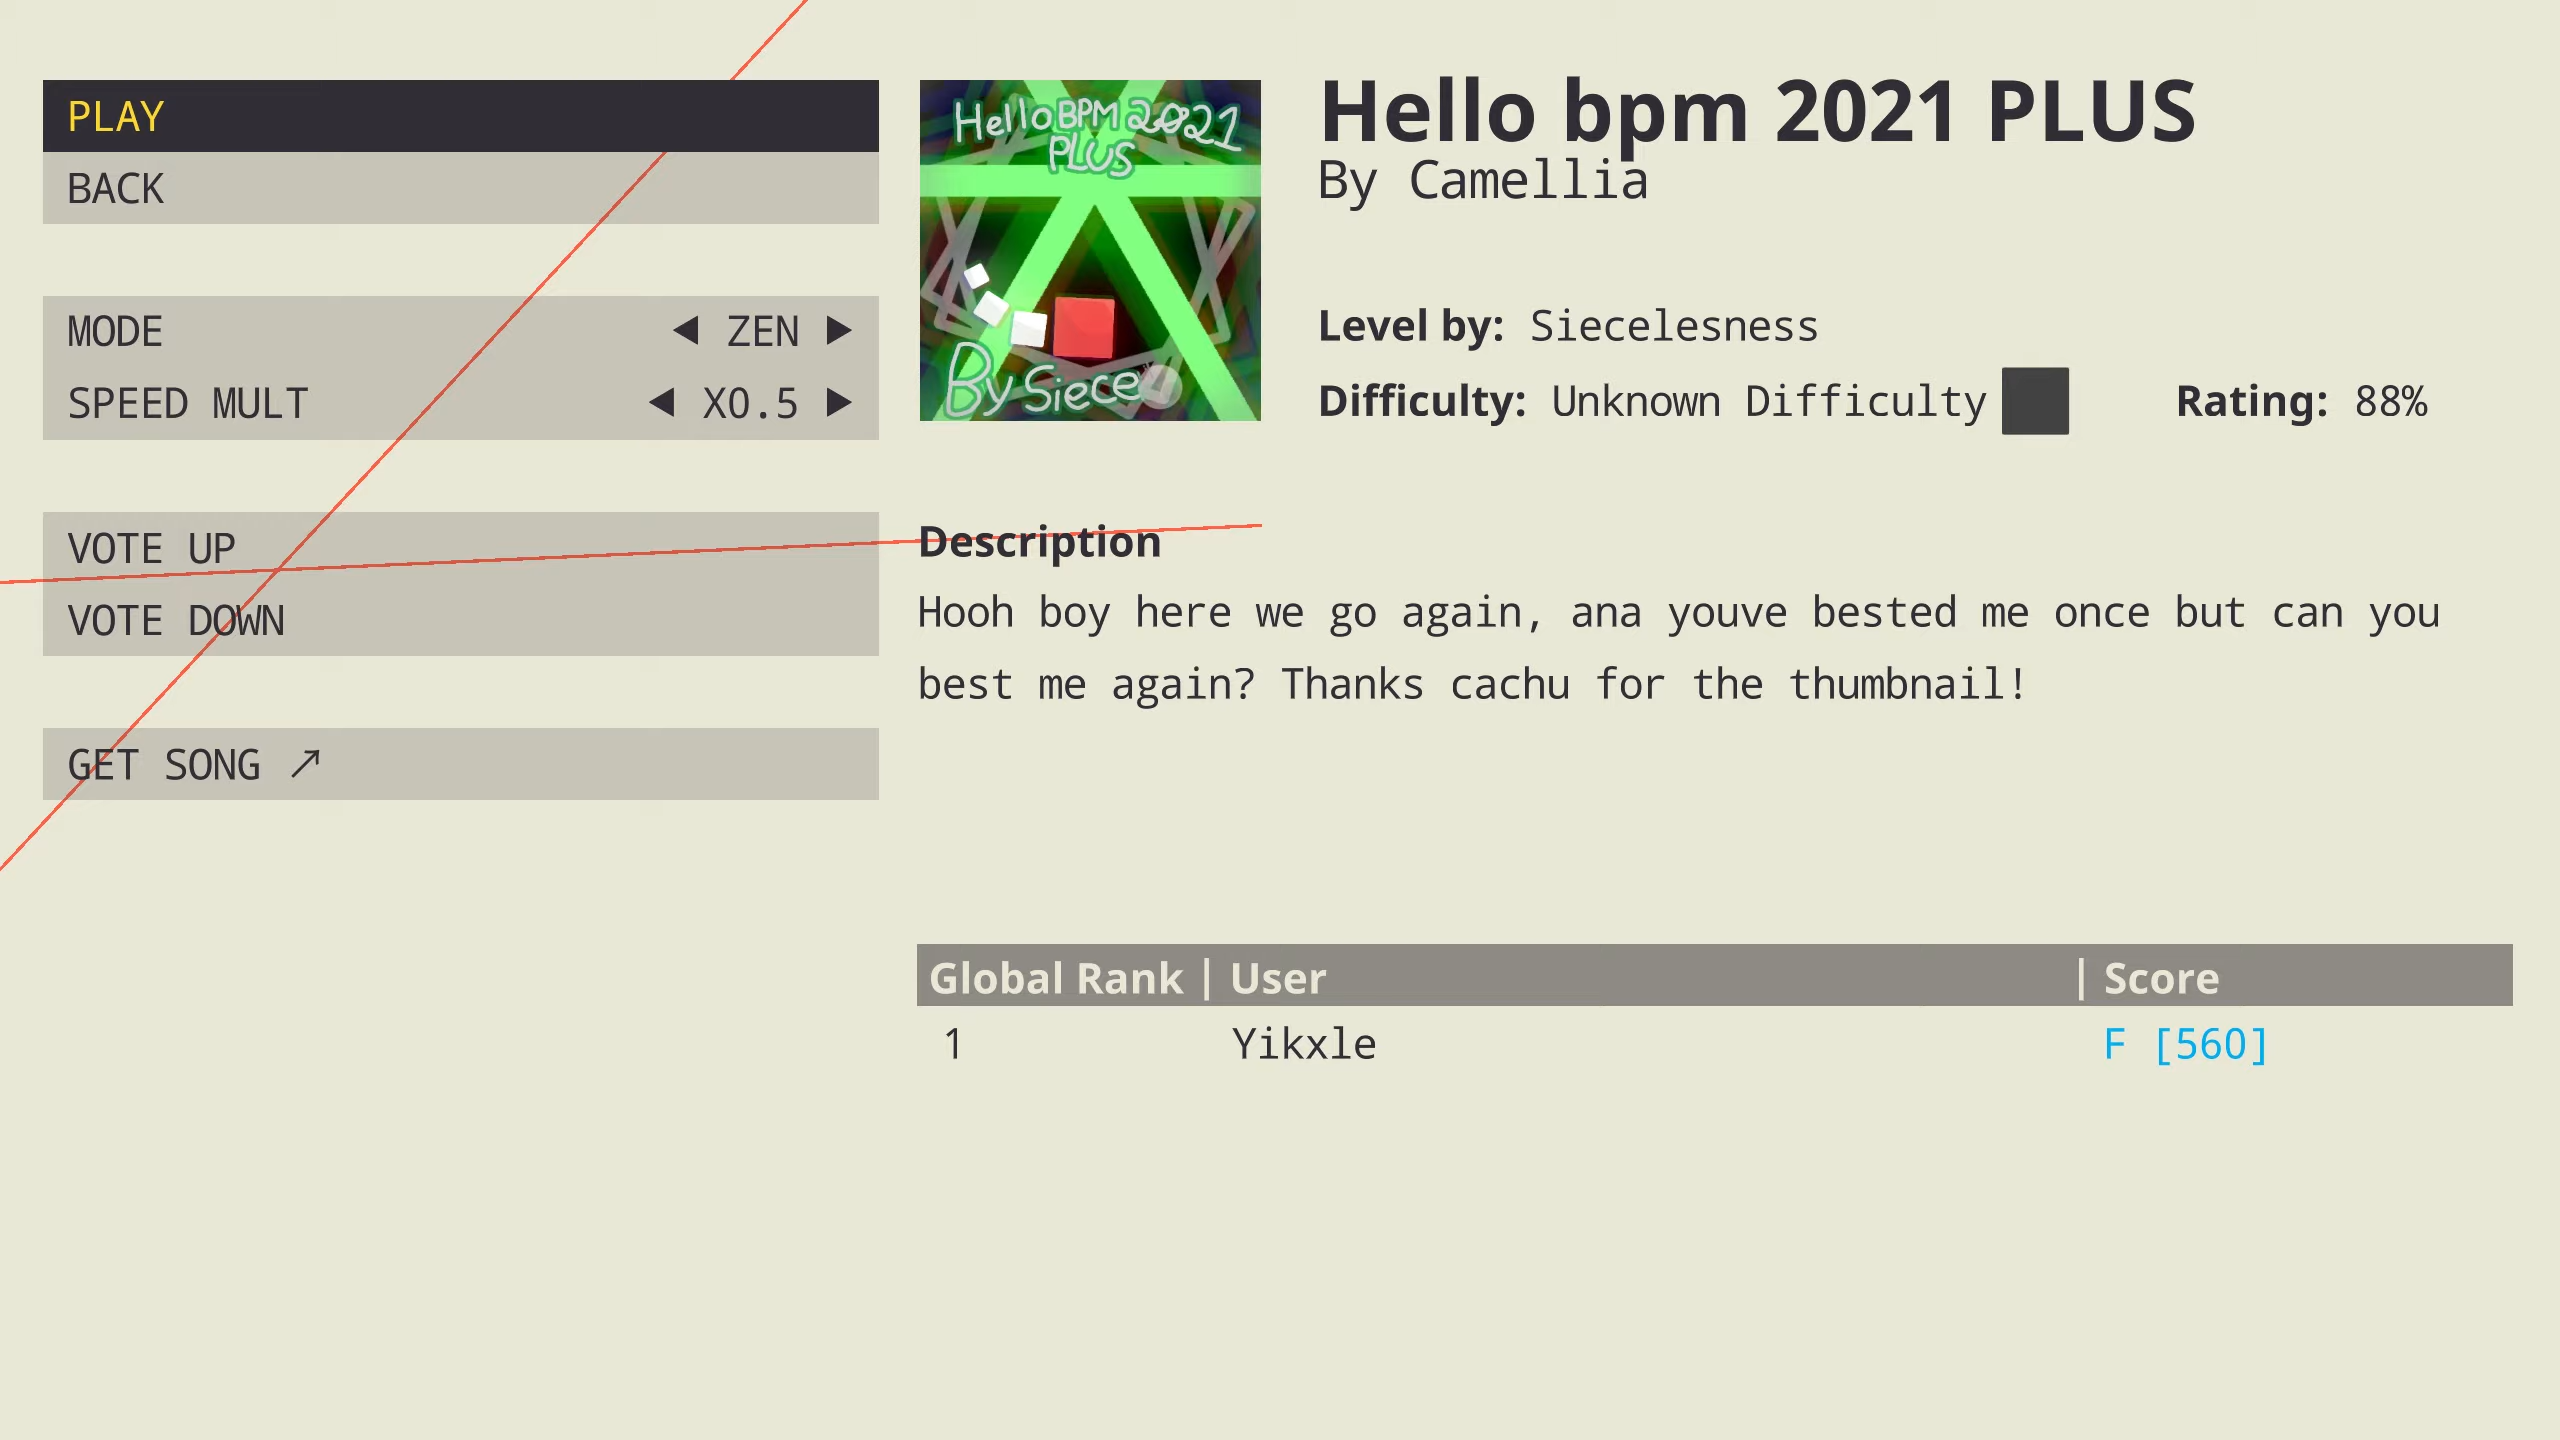 PLAY
BACK
MODE ◀ ZEN ▶
SPEED MULT ◀ X0.5 ▶
VOTE UP
VOTE DOWN
GET SONG ↗
Hello BPM 2021
PLUS
By Siece
Hello bpm 2021 PLUS
By Camellia
Level by: Siecelesness
Difficulty: Unknown Difficulty
Rating: 88%
Description
Hooh boy here we go again, ana youve bested me once but can you
best me again? Thanks cachu for the thumbnail!
Global Rank | User | Score
1 Yikxle F [560]